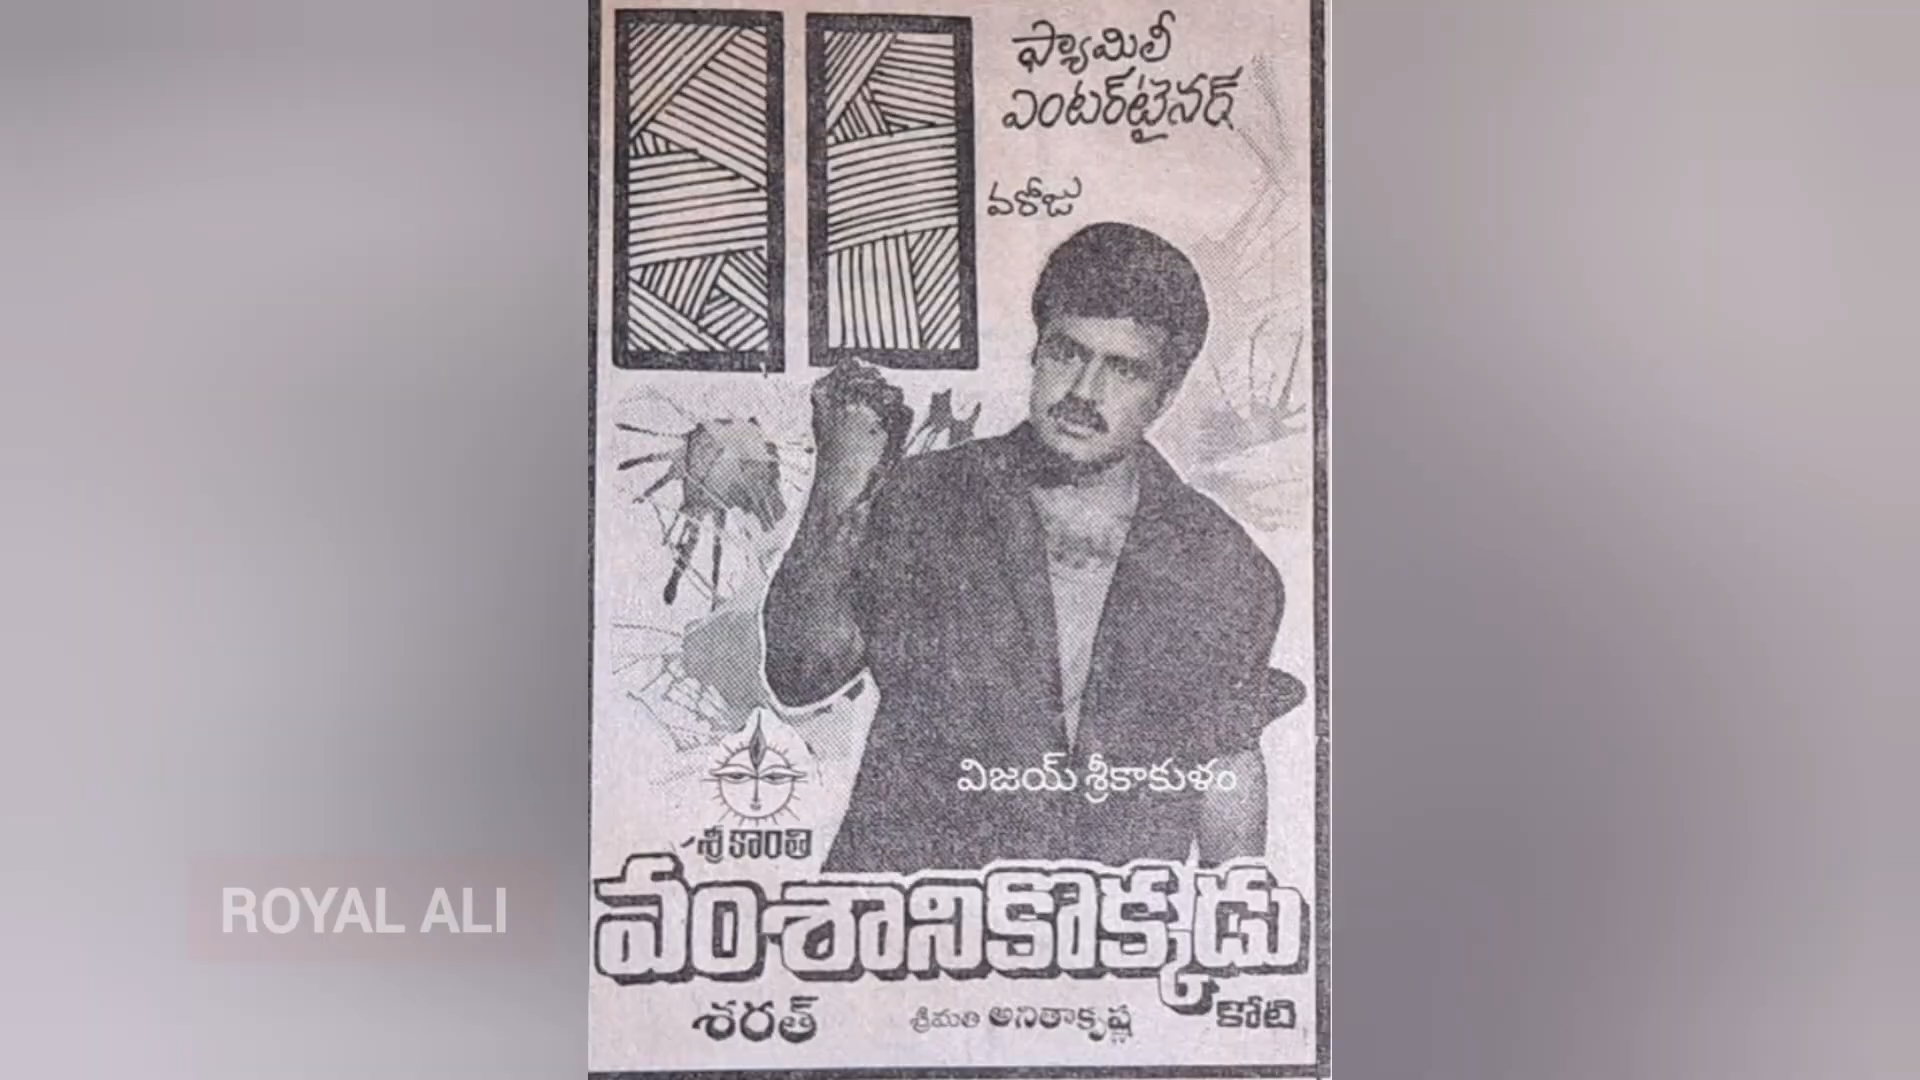 ఫ్యామిలీ
ఎంటర్‌టైనర్
వరోజు
విజయ్ శ్రీకాకుళం
శ్రీకాంతి
వంశానికొక్కడు
శరత్
శ్రీమతి అనితాకృష్ణ
కోటి
ROYAL ALI